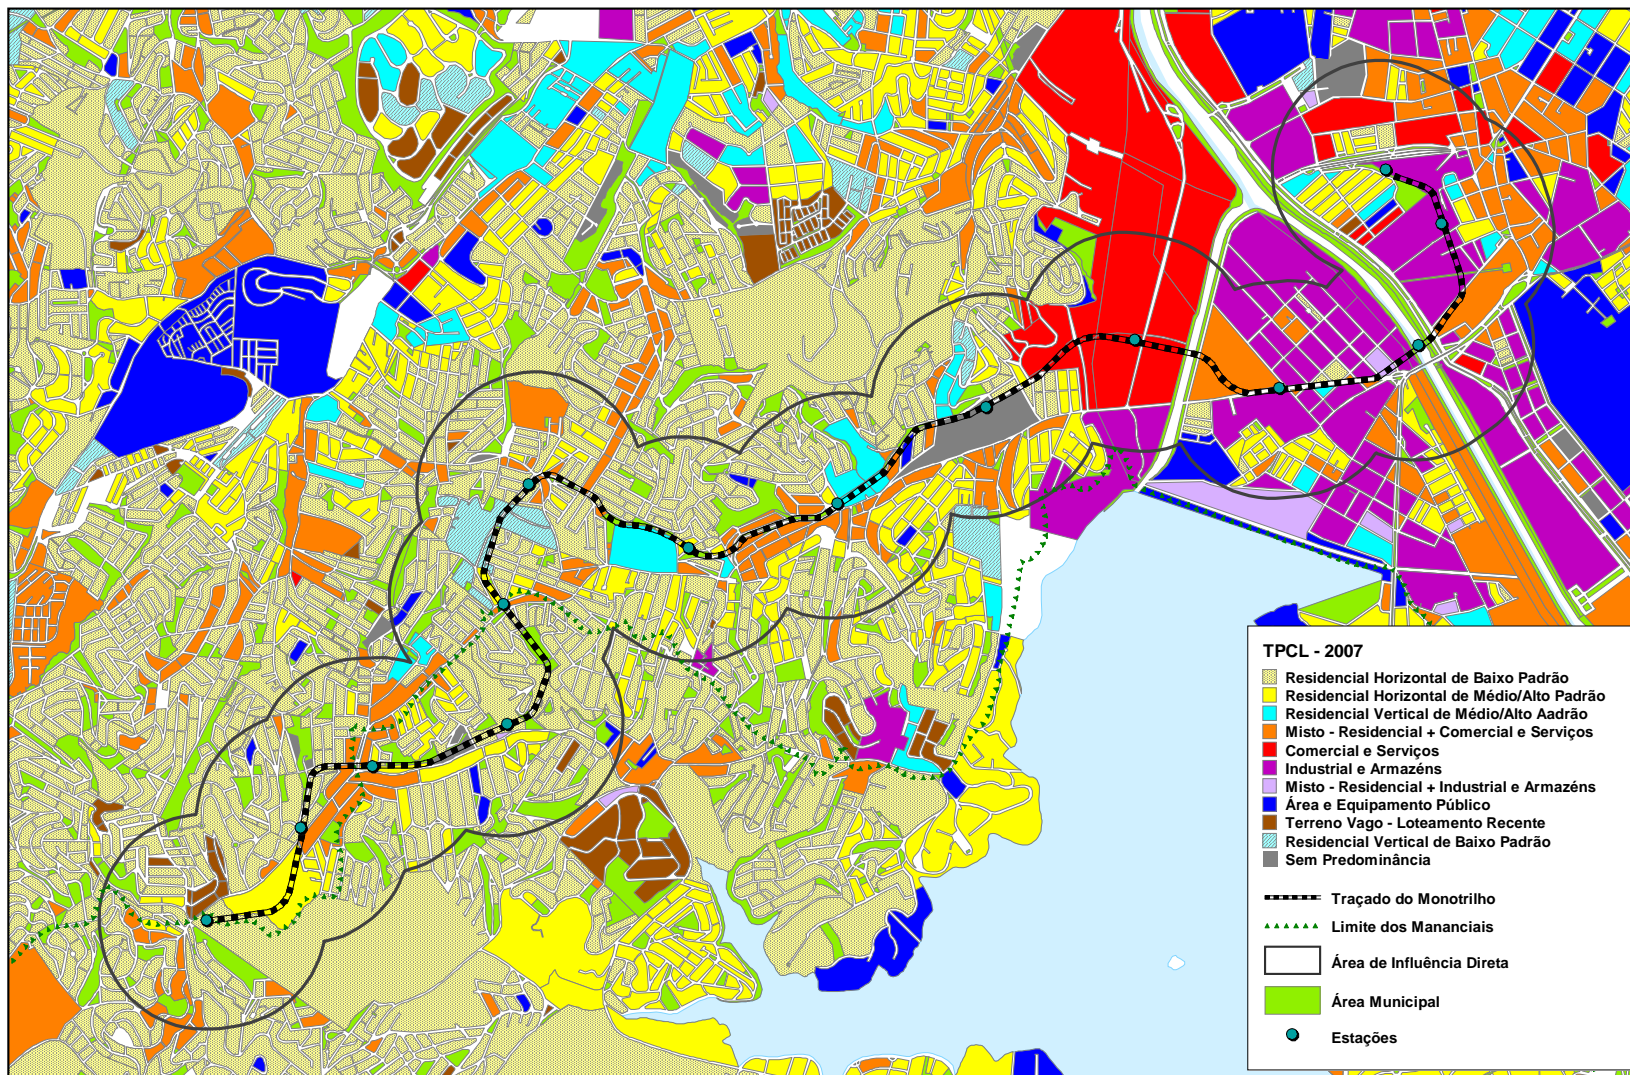 TPCL - 2007
Residencial Horizontal de Baixo Padrão
Residencial Horizontal de Médio/Alto Padrão
Residencial Vertical de Médio/Alto Aadrão
Misto - Residencial + Comercial e Serviços
Comercial e Serviços
Industrial e Armazéns
Misto - Residencial + Industrial e Armazéns
Área e Equipamento Público
Terreno Vago - Loteamento Recente
Residencial Vertical de Baixo Padrão
Sem Predominância
Traçado do Monotrilho
Limite dos Mananciais
Área de Influência Direta
Área Municipal
Estações